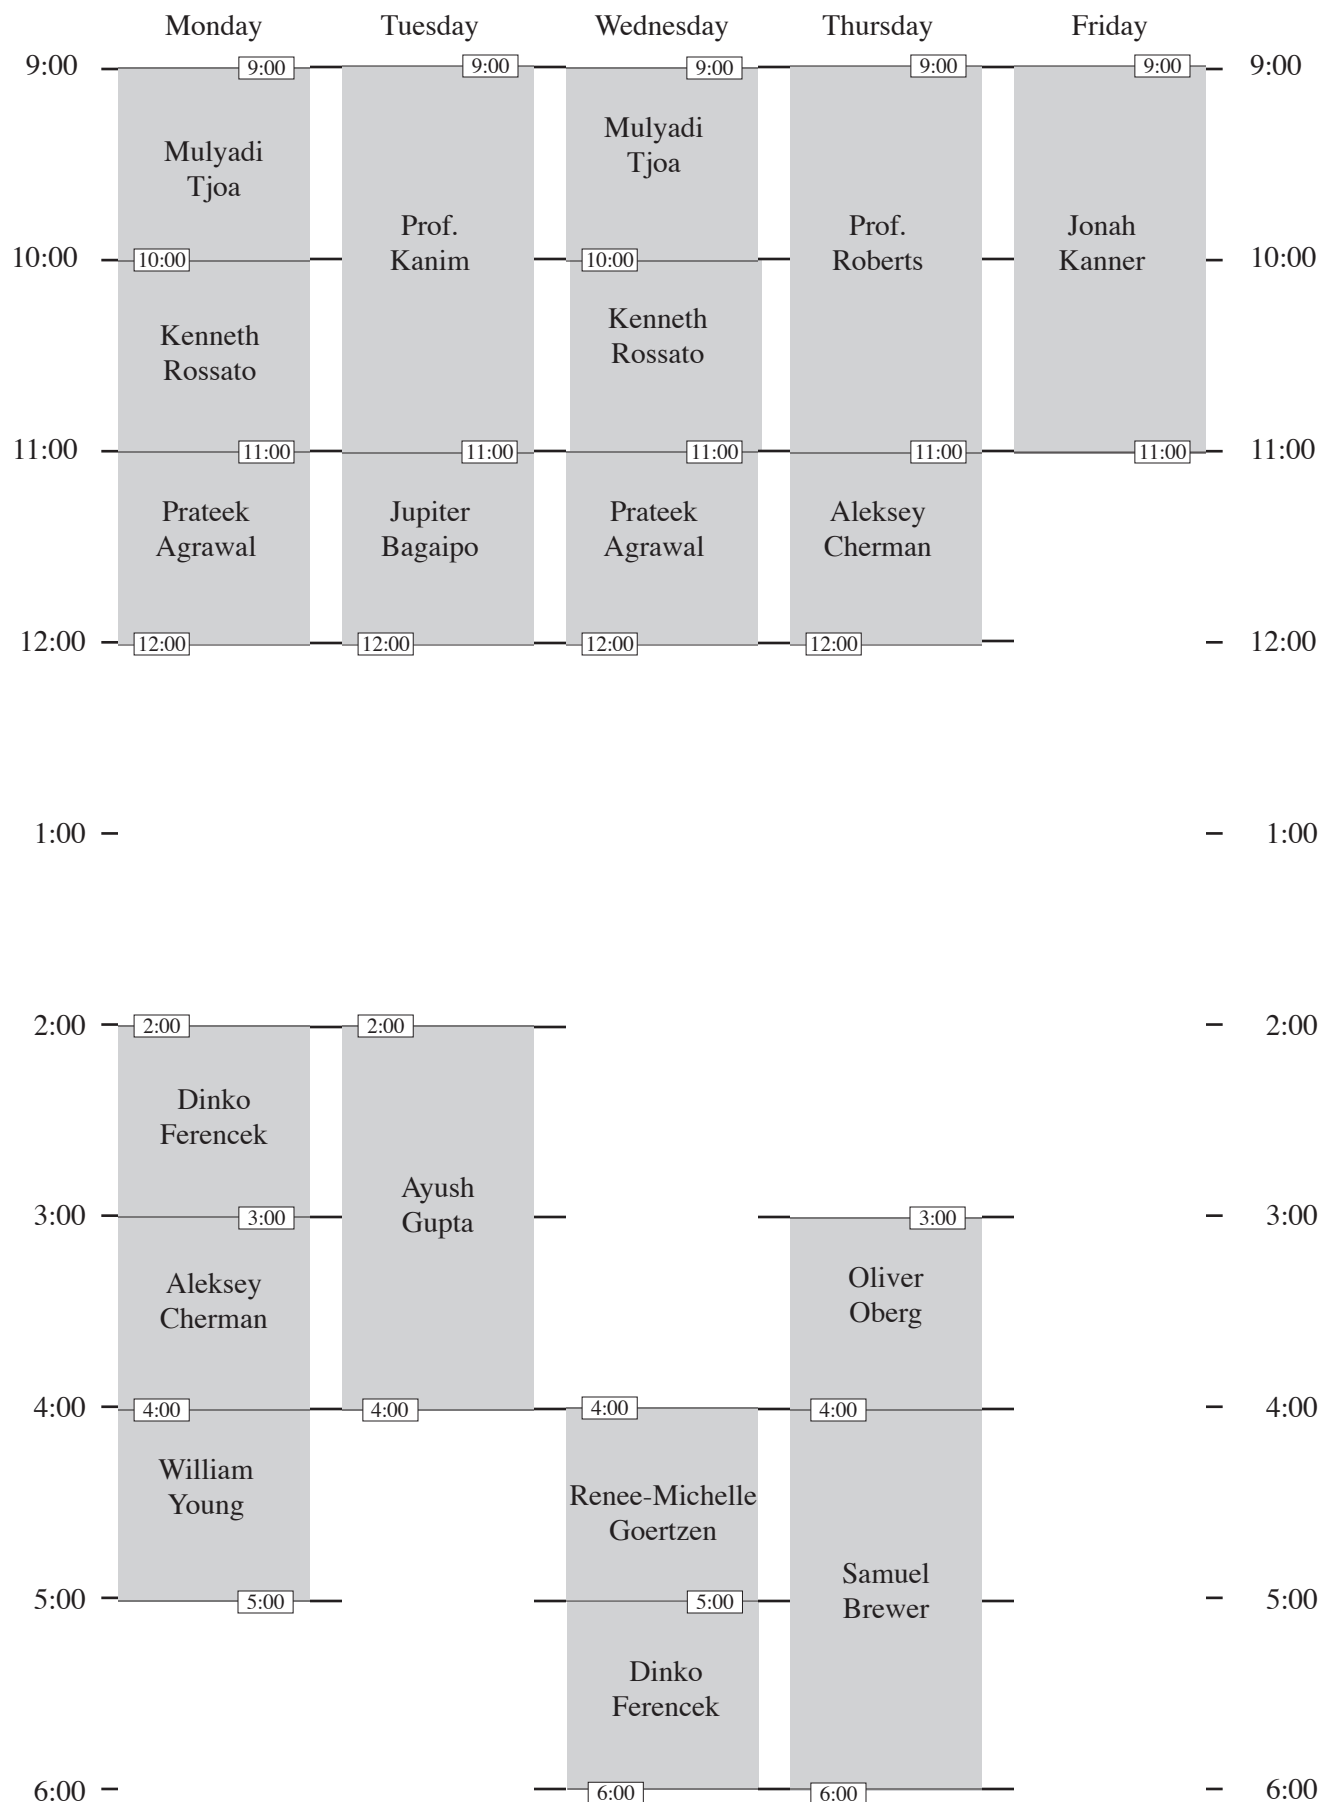 Monday Tuesday Wednesday Thursday Friday
9:00 9:00 9:00 9:00 9:00 9:00 9:00
Mulyadi Mulyadi
Tjoa Tjoa
Prof. Prof. Jonah
10:00 Kanim Roberts Kanner 10:00
10:00 10:00
Kenneth Kenneth
Rossato Rossato
11:00 11:00 11:00 11:00 11:00 11:00 11:00
Prateek Jupiter Prateek Aleksey
Agrawal Bagaipo Agrawal Cherman
12:00 12:00 12:00 12:00 12:00 12:00
1:00 1:00
2:00 2:00 2:00 2:00
Dinko
Ferencek
Ayush
Gupta
3:00 3:00 3:00 3:00
Aleksey Oliver
Cherman Oberg
4:00 4:00 4:00 4:00 4:00 4:00
William
Young
Renee-Michelle
Goertzen
Samuel
Brewer
5:00 5:00 5:00 5:00
Dinko
Ferencek
6:00 6:00 6:00 6:00